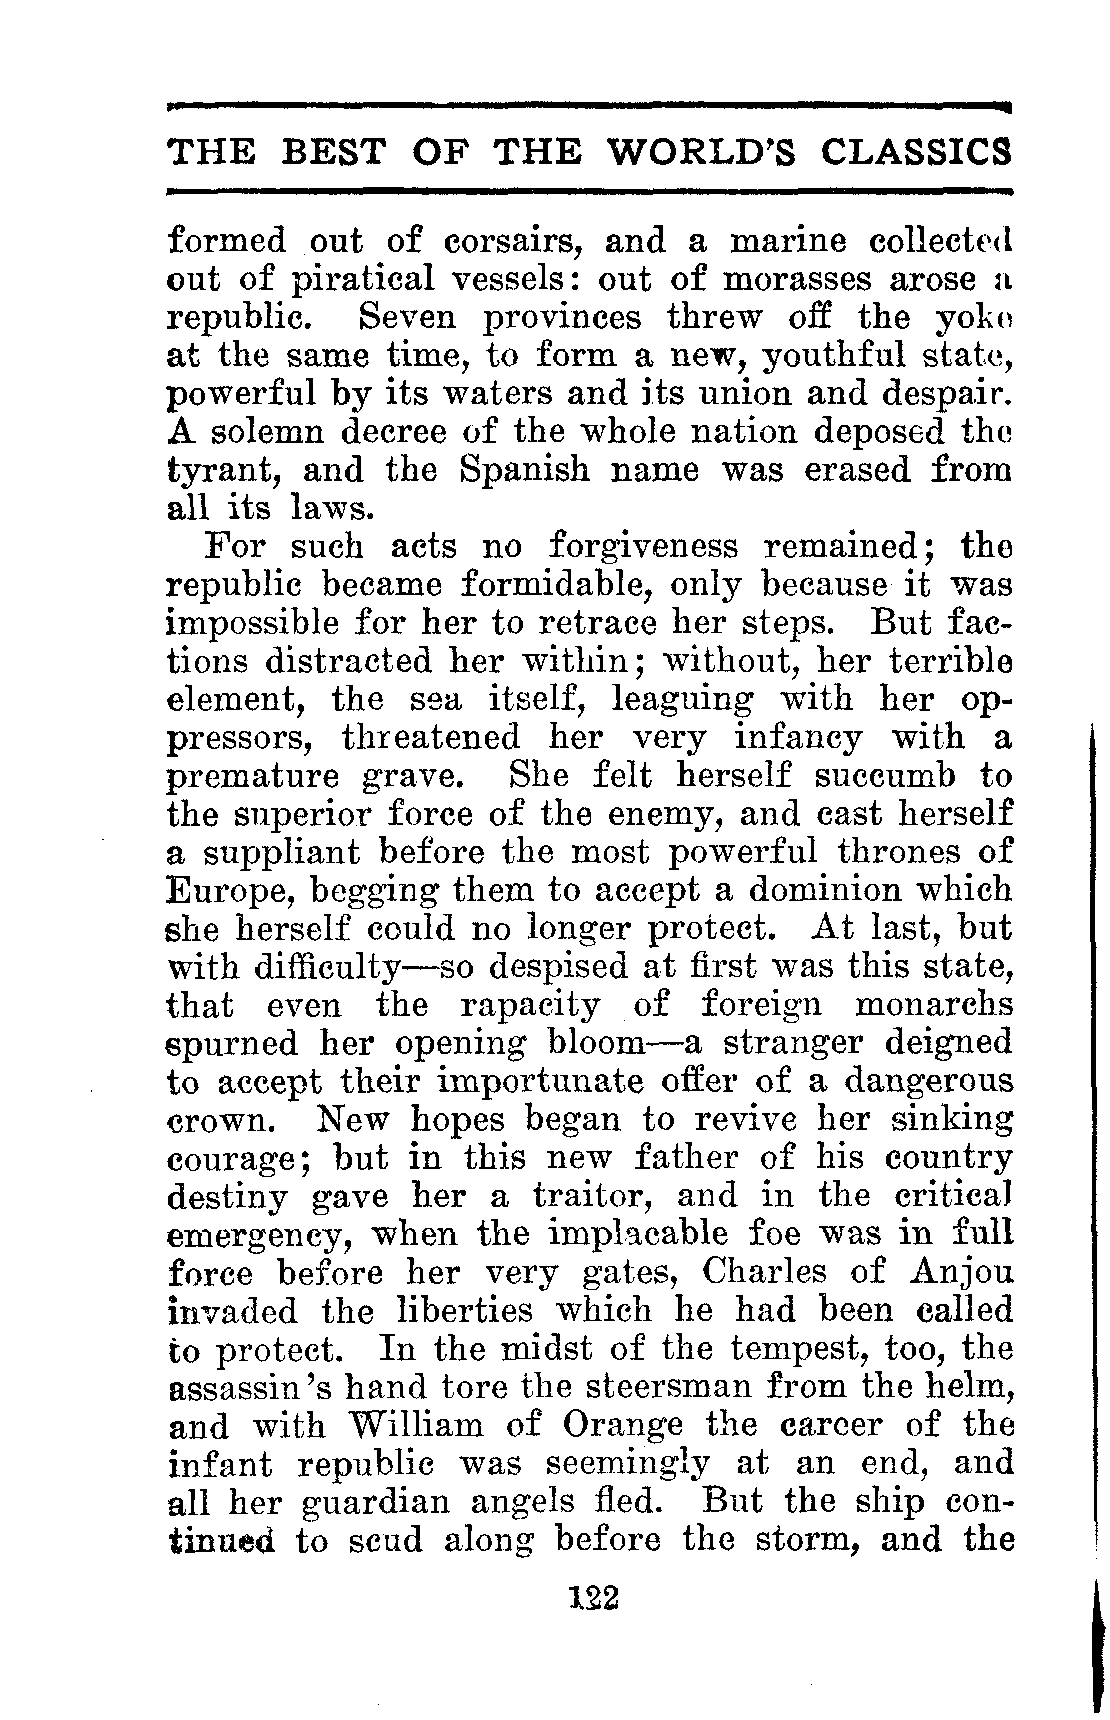 THE BEST OF THE WORLD'S CLASSICS
formed out of corsairs, and a marine collected
out of piratical vessels: out of morasses arose a
republic. Seven provinces threw off the yoke
at the same time, to form a new, youthful state,
powerful by its waters and its union and despair.
A solemn decree of the whole nation deposed the
tyrant, and the Spanish name was erased from
all its laws.
For such acts no forgiveness remained; the
republic became formidable, only because it was
impossible for her to retrace her steps. But fac-
tions distracted her within; without, her terrible
element, the sea itself, leaguing with her op-
pressors, threatened her very infancy with a
premature grave. She felt herself succumb to
the superior force of the enemy, and cast herself
a suppliant before the most powerful thrones of
Europe, begging them to accept a dominion which
she herself could no longer protect. At last, but
with difficulty—so despised at first was this state,
that even the rapacity of foreign monarchs
spurned her opening bloom—a stranger deigned
to accept their importunate offer of a dangerous
crown. New hopes began to revive her sinking
courage; but in this new father of his country
destiny gave her a traitor, and in the critical
emergency, when the implacable foe was in full
force before her very gates, Charles of Anjou
invaded the liberties which he had been called
to protect. In the midst of the tempest, too, the
assassin's hand tore the steersman from the helm,
and with William of Orange the career of the
infant republic was seemingly at an end, and
all her guardian angels fled. But the ship con-
tinued to scud along before the storm, and the
122